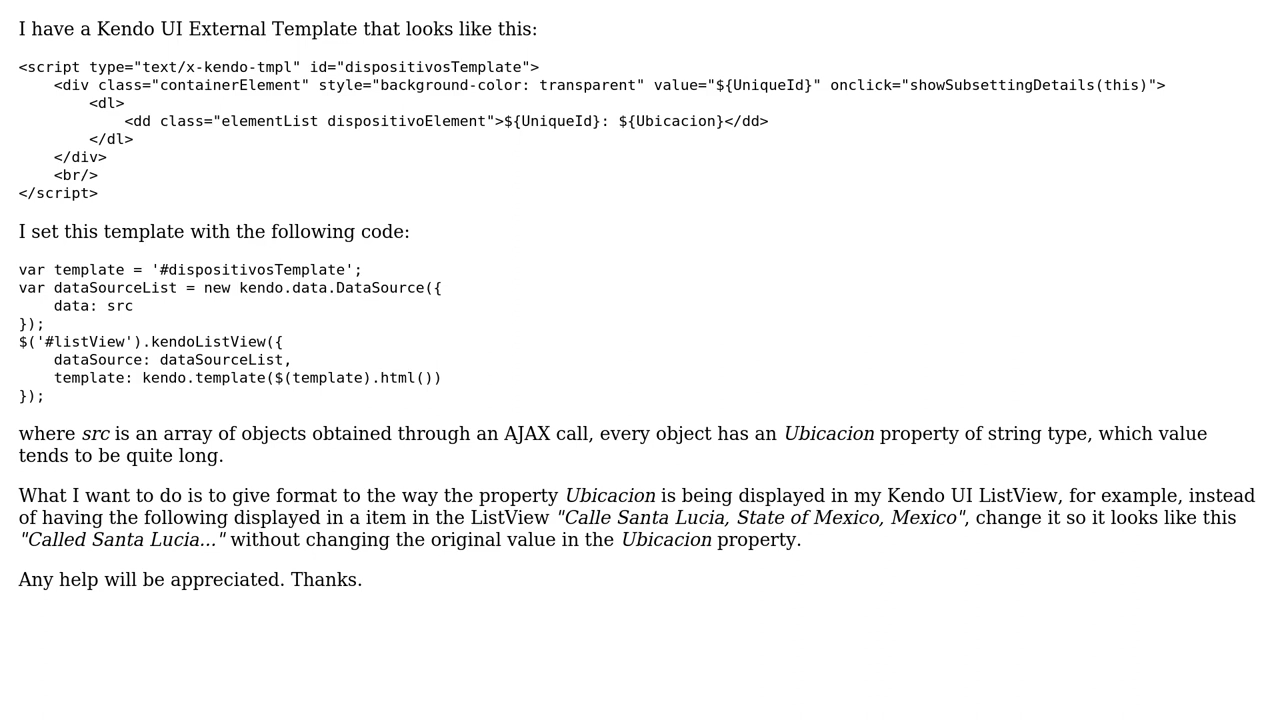 I have a Kendo UI External Template that looks like this:
<script type="text/x-kendo-tmpl" id="dispositivosTemplate">
    <div class="containerElement" style="background-color: transparent" value="${UniqueId}" onclick="showSubsettingDetails(this)">
        <dl>
            <dd class="elementList dispositivoElement">${UniqueId}: ${Ubicacion}</dd>
        </dl>
    </div>
    <br/>
</script>
I set this template with the following code:
var template = '#dispositivosTemplate';
var dataSourceList = new kendo.data.DataSource({
    data: src
});
$('#listView').kendoListView({
    dataSource: dataSourceList,
    template: kendo.template($(template).html())
});
where src is an array of objects obtained through an AJAX call, every object has an Ubicacion property of string type, which value
tends to be quite long.
What I want to do is to give format to the way the property Ubicacion is being displayed in my Kendo UI ListView, for example, instead
of having the following displayed in a item in the ListView "Calle Santa Lucia, State of Mexico, Mexico", change it so it looks like this
"Called Santa Lucia..." without changing the original value in the Ubicacion property.
Any help will be appreciated. Thanks.